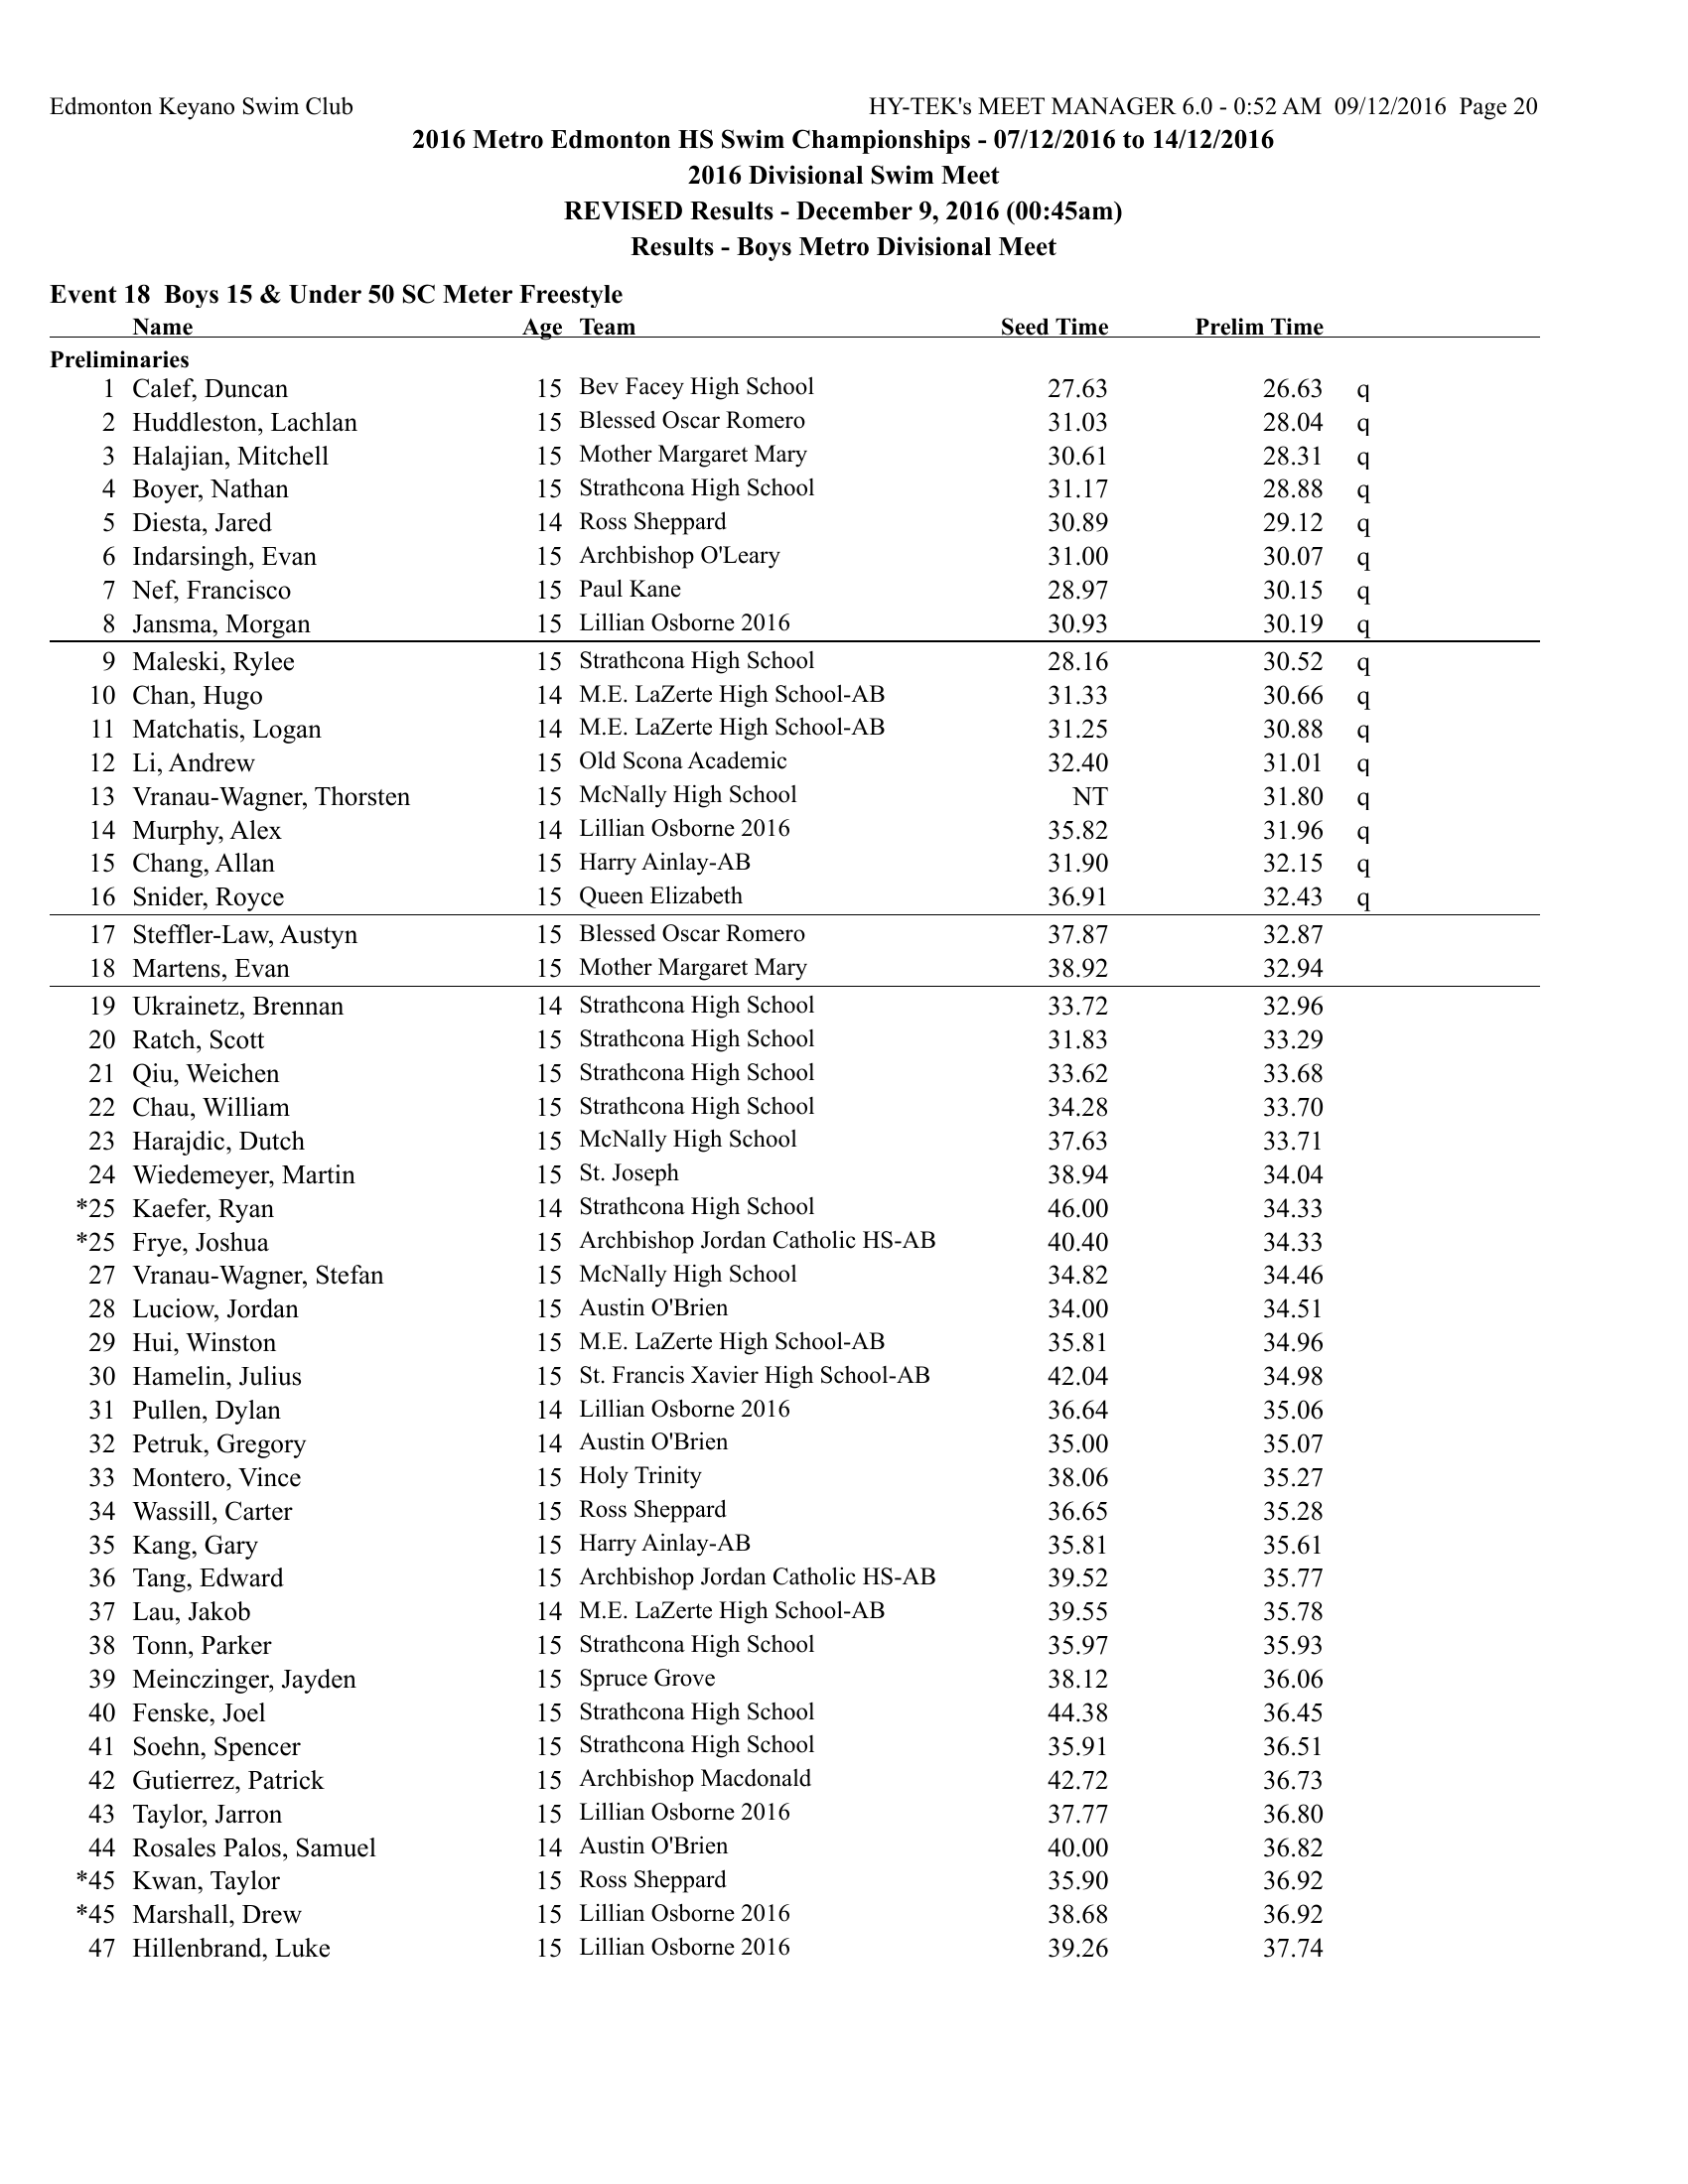 Edmonton Keyano Swim Club HY-TEK's MEET MANAGER 6.0 - 0:52 AM 09/12/2016 Page 20
2016 Metro Edmonton HS Swim Championships - 07/12/2016 to 14/12/2016
2016 Divisional Swim Meet
REVISED Results - December 9, 2016 (00:45am)
Results - Boys Metro Divisional Meet
Event 18 Boys 15 & Under 50 SC Meter Freestyle
Name Age Team Seed Time Prelim Time
Preliminaries
1 Calef, Duncan 15 Bev Facey High School 27.63 26.63 q
2 Huddleston, Lachlan 15 Blessed Oscar Romero 31.03 28.04 q
3 Halajian, Mitchell 15 Mother Margaret Mary 30.61 28.31 q
4 Boyer, Nathan 15 Strathcona High School 31.17 28.88 q
5 Diesta, Jared 14 Ross Sheppard 30.89 29.12 q
6 Indarsingh, Evan 15 Archbishop O'Leary 31.00 30.07 q
7 Nef, Francisco 15 Paul Kane 28.97 30.15 q
8 Jansma, Morgan 15 Lillian Osborne 2016 30.93 30.19 q
9 Maleski, Rylee 15 Strathcona High School 28.16 30.52 q
10 Chan, Hugo 14 M.E. LaZerte High School-AB 31.33 30.66 q
11 Matchatis, Logan 14 M.E. LaZerte High School-AB 31.25 30.88 q
12 Li, Andrew 15 Old Scona Academic 32.40 31.01 q
13 Vranau-Wagner, Thorsten 15 McNally High School NT 31.80 q
14 Murphy, Alex 14 Lillian Osborne 2016 35.82 31.96 q
15 Chang, Allan 15 Harry Ainlay-AB 31.90 32.15 q
16 Snider, Royce 15 Queen Elizabeth 36.91 32.43 q
17 Steffler-Law, Austyn 15 Blessed Oscar Romero 37.87 32.87
18 Martens, Evan 15 Mother Margaret Mary 38.92 32.94
19 Ukrainetz, Brennan 14 Strathcona High School 33.72 32.96
20 Ratch, Scott 15 Strathcona High School 31.83 33.29
21 Qiu, Weichen 15 Strathcona High School 33.62 33.68
22 Chau, William 15 Strathcona High School 34.28 33.70
23 Harajdic, Dutch 15 McNally High School 37.63 33.71
24 Wiedemeyer, Martin 15 St. Joseph 38.94 34.04
*25 Kaefer, Ryan 14 Strathcona High School 46.00 34.33
*25 Frye, Joshua 15 Archbishop Jordan Catholic HS-AB 40.40 34.33
27 Vranau-Wagner, Stefan 15 McNally High School 34.82 34.46
28 Luciow, Jordan 15 Austin O'Brien 34.00 34.51
29 Hui, Winston 15 M.E. LaZerte High School-AB 35.81 34.96
30 Hamelin, Julius 15 St. Francis Xavier High School-AB 42.04 34.98
31 Pullen, Dylan 14 Lillian Osborne 2016 36.64 35.06
32 Petruk, Gregory 14 Austin O'Brien 35.00 35.07
33 Montero, Vince 15 Holy Trinity 38.06 35.27
34 Wassill, Carter 15 Ross Sheppard 36.65 35.28
35 Kang, Gary 15 Harry Ainlay-AB 35.81 35.61
36 Tang, Edward 15 Archbishop Jordan Catholic HS-AB 39.52 35.77
37 Lau, Jakob 14 M.E. LaZerte High School-AB 39.55 35.78
38 Tonn, Parker 15 Strathcona High School 35.97 35.93
39 Meinczinger, Jayden 15 Spruce Grove 38.12 36.06
40 Fenske, Joel 15 Strathcona High School 44.38 36.45
41 Soehn, Spencer 15 Strathcona High School 35.91 36.51
42 Gutierrez, Patrick 15 Archbishop Macdonald 42.72 36.73
43 Taylor, Jarron 15 Lillian Osborne 2016 37.77 36.80
44 Rosales Palos, Samuel 14 Austin O'Brien 40.00 36.82
*45 Kwan, Taylor 15 Ross Sheppard 35.90 36.92
*45 Marshall, Drew 15 Lillian Osborne 2016 38.68 36.92
47 Hillenbrand, Luke 15 Lillian Osborne 2016 39.26 37.74